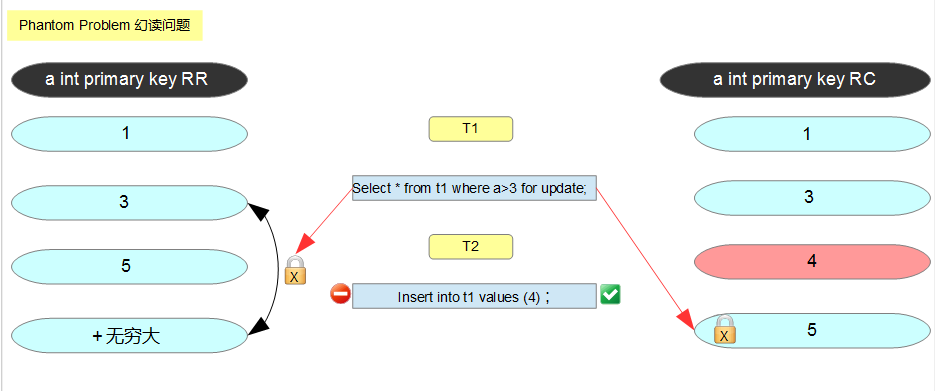 Phantom Problem 幻读问题
a int primary key RR
1
3
5
+无穷大
T1
Select * from t1 where a>3 for update;
T2
Insert into t1 values (4) ;
X
a int primary key RC
1
3
4
X
5